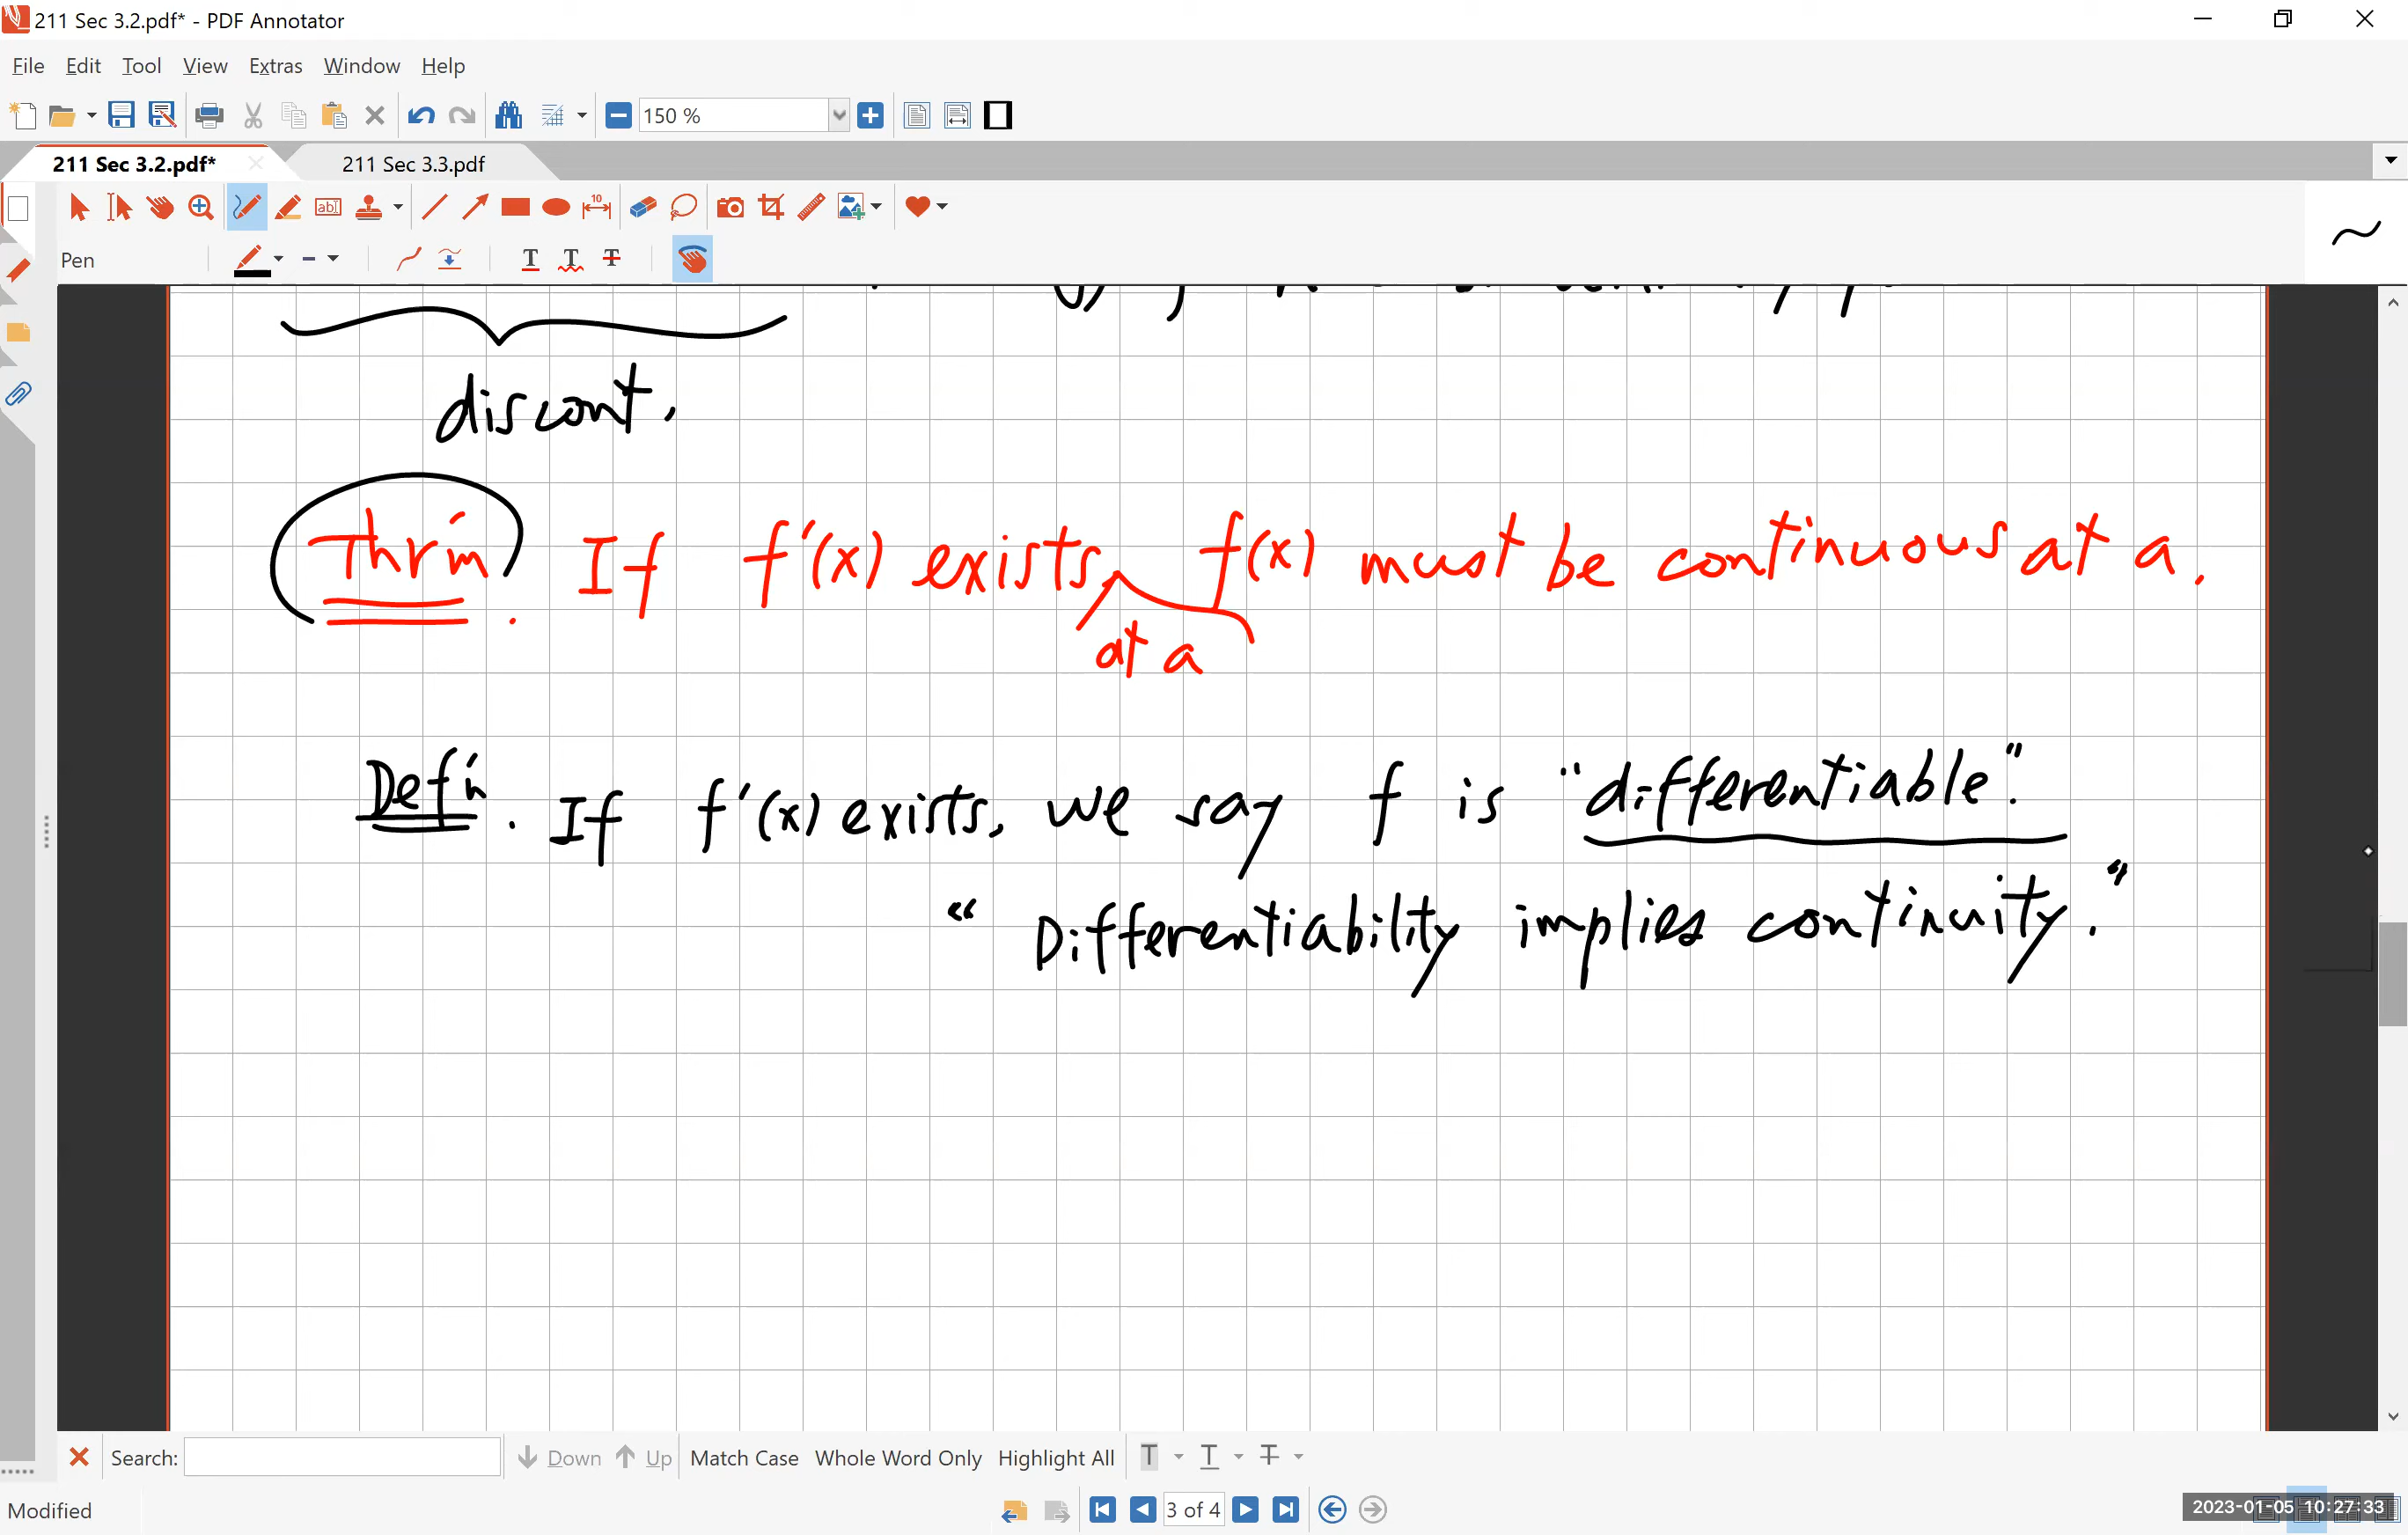 211 Sec 3.2.pdf* - PDF Annotator
File Edit Tool View Extras Window Help
150 %
211 Sec 3.2.pdf* 211 Sec 3.3.pdf
Pen
discont.
Thr'm. If f'(x) exists f(x) must be continuous at a.
at a
Def'n. If f'(x) exists, we say f is "differentiable".
"Differentiability implies continuity."
Search: Down Up Match Case Whole Word Only Highlight All
Modified 3 of 4 2023-01-05 10:27:33